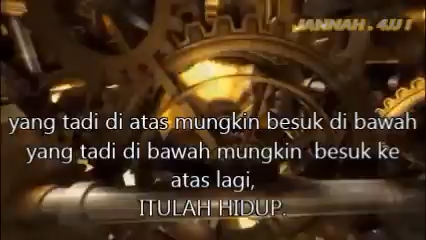 JANNAH . 4U !
yang tadi di atas mungkin besuk di bawah
yang tadi di bawah mungkin besuk ke
atas lagi,
ITULAH HIDUP.